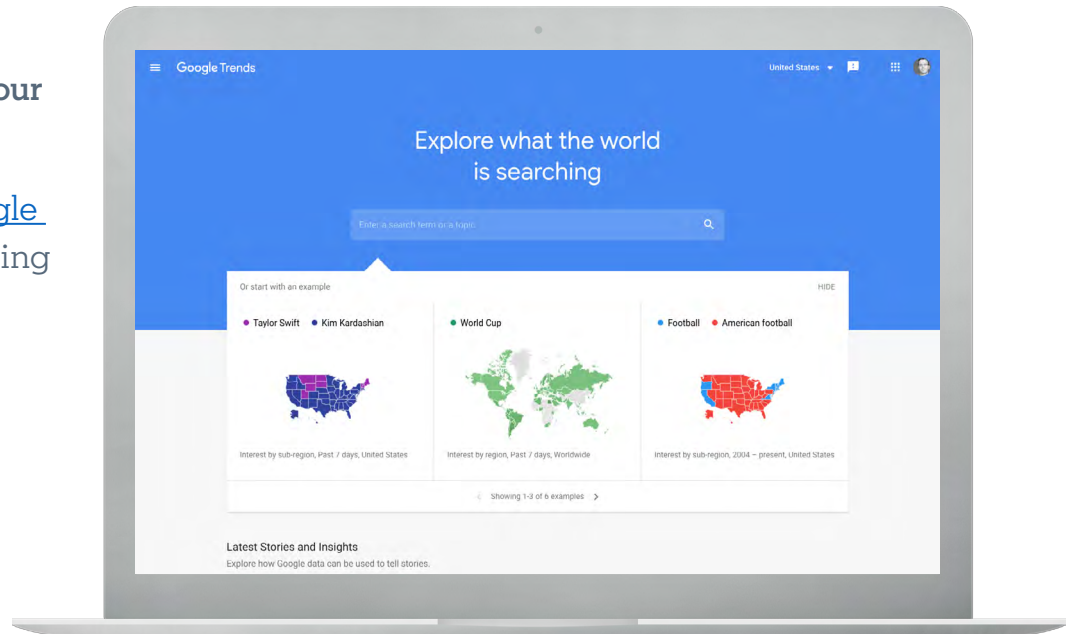 our
gle
ing
Google Trends
United States
Explore what the world
is searching
Enter a search term or a topic
Or start with an example
HIDE
Taylor Swift Kim Kardashian
World Cup
Football American football
Interest by sub-region, Past 7 days, United States
Interest by region, Past 7 days, Worldwide
Interest by sub-region, 2004 – present, United States
Showing 1-3 of 6 examples
Latest Stories and Insights
Explore how Google data can be used to tell stories.